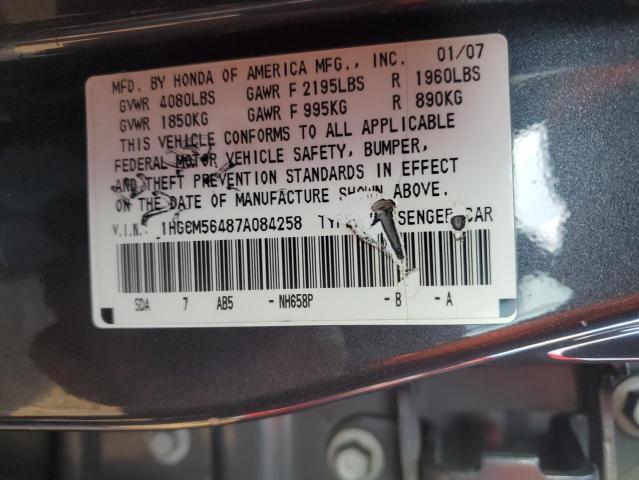 MFD. BY HONDA OF AMERICA MFG., INC. 01/07
GVWR 4080LBS GAWR F 2195LBS R 1960LBS
GVWR 1850KG GAWR F 995KG R 890KG
THIS VEHICLE CONFORMS TO ALL APPLICABLE
FEDERAL MOTOR VEHICLE SAFETY, BUMPER,
AND THEFT PREVENTION STANDARDS IN EFFECT
ON THE DATE OF MANUFACTURE SHOWN ABOVE.
V.I.N.: 1HGCM56487A084258 CAR
SDA 7 AB5 - NH658P - B - A